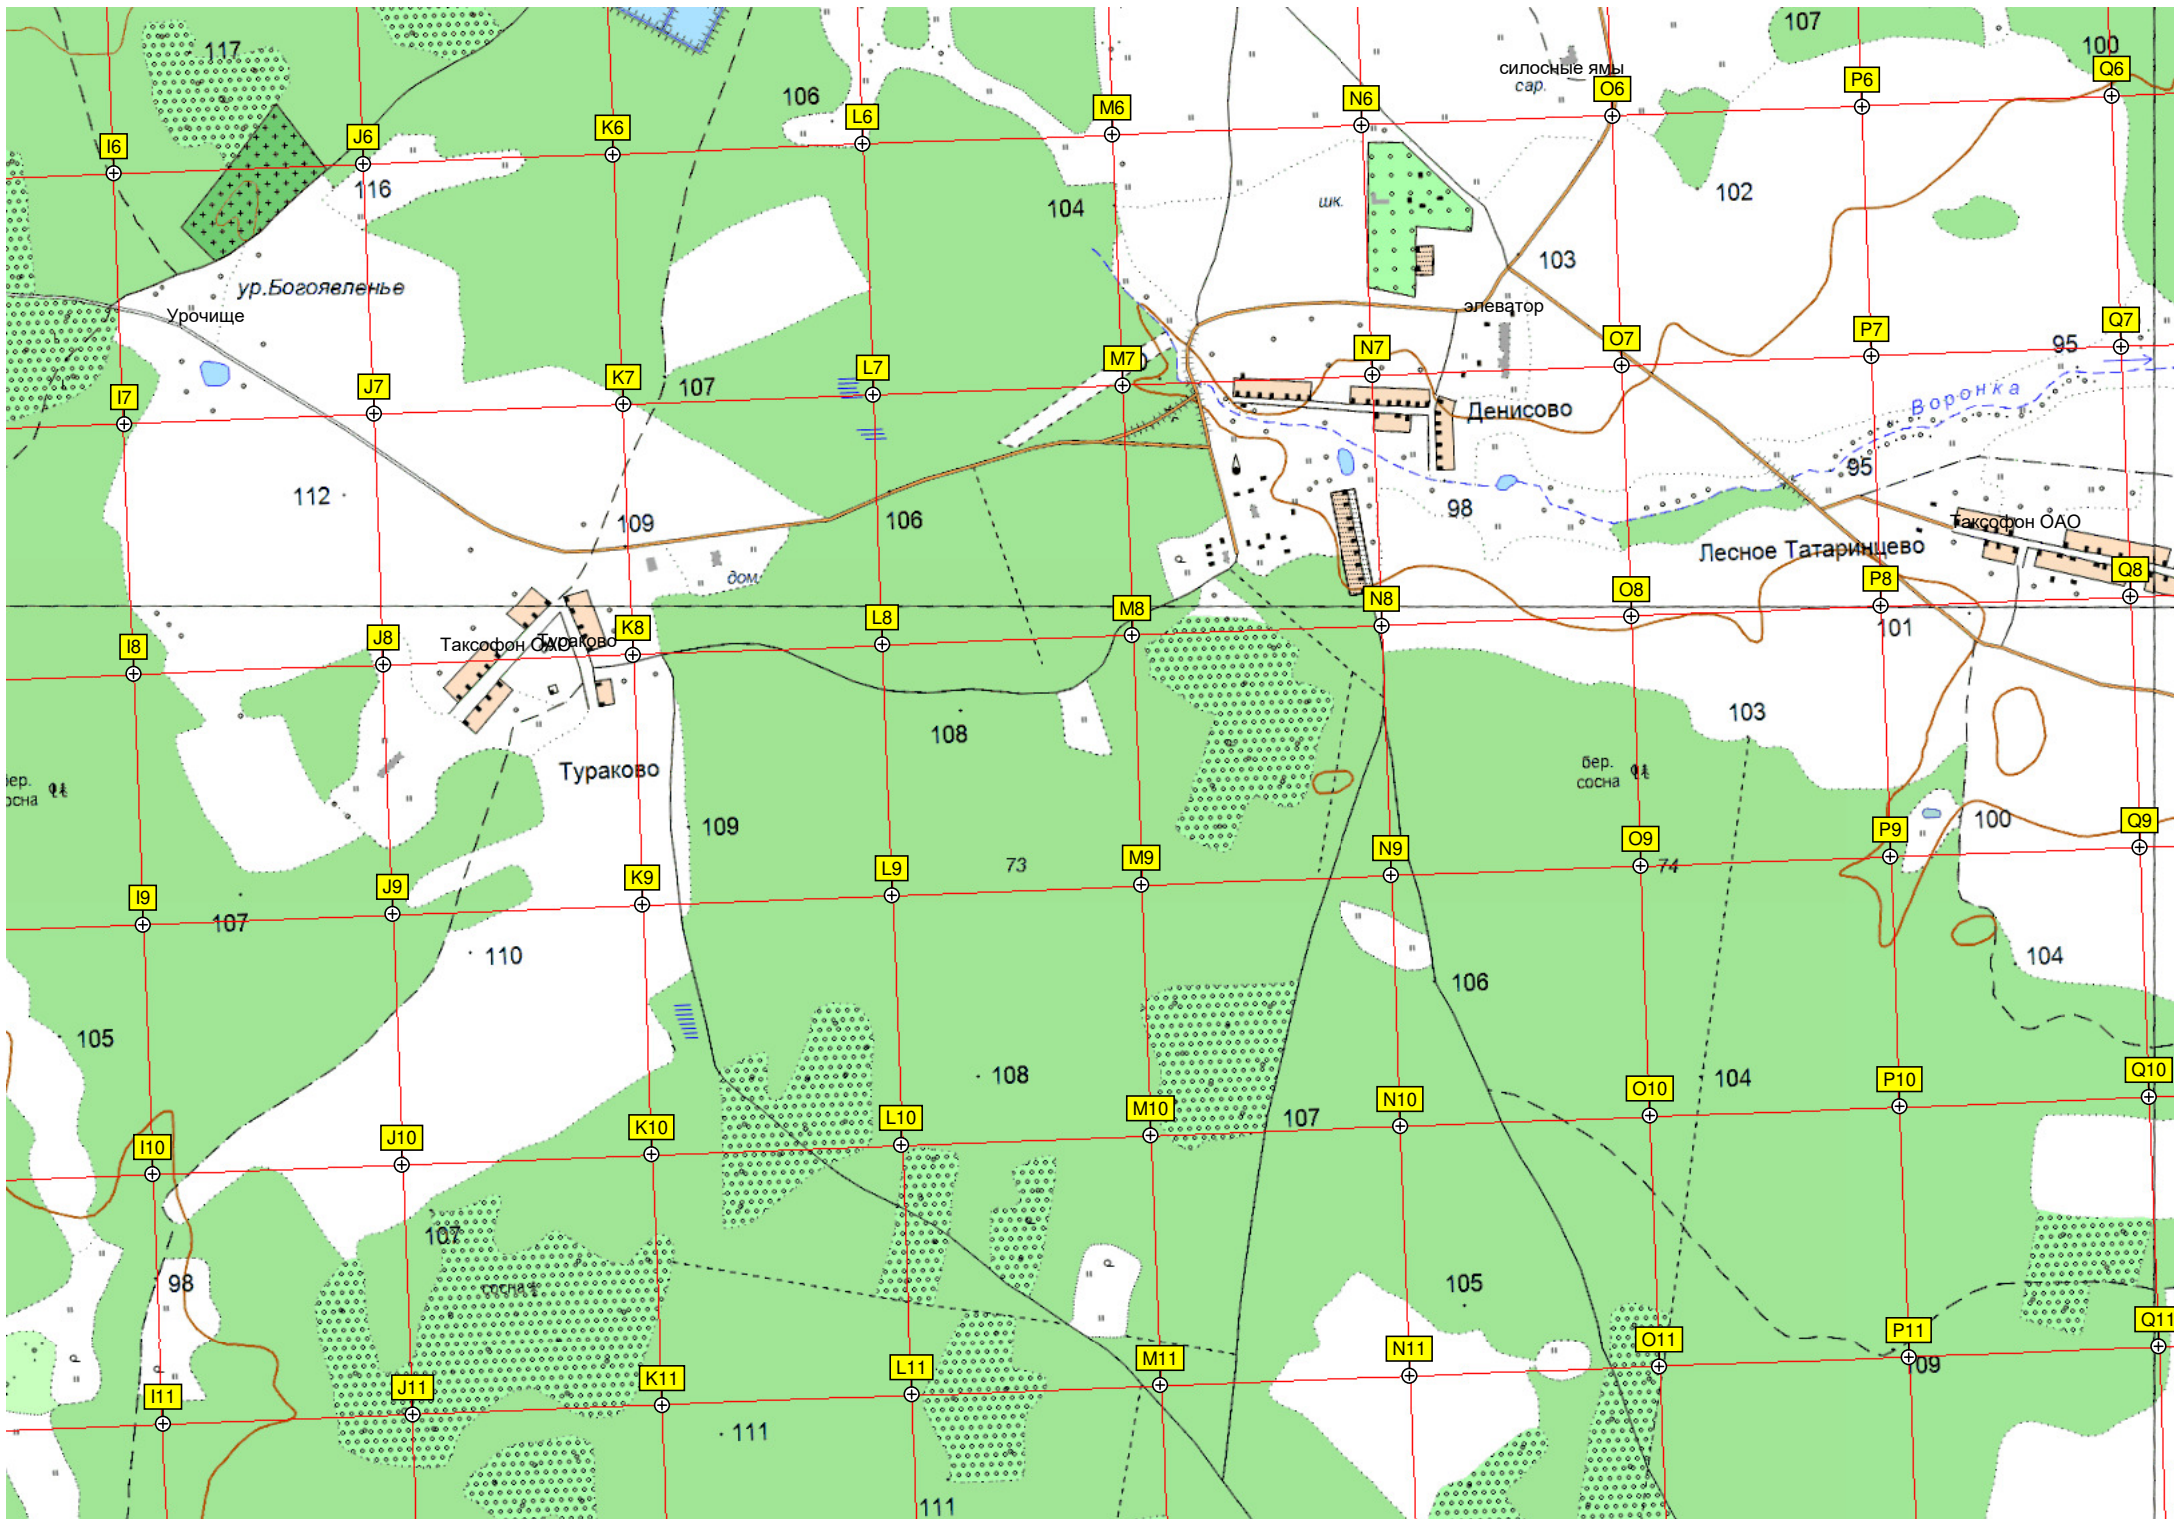 117
107
100
силосные ямы
сар.
Q6
P6
O6
N6
M6
L6
K6
J6
I6
106
116
102
104
шк.
103
ур.Богоявленье
Урочище
элеватор
Q7
P7
O7
N7
M7
L7
K7
J7
I7
95
107
Воронка
Денисово
95
112
98
109
106
Таксофон ОАО
Лесное Татаринцево
дом.
Q8
P8
O8
N8
M8
L8
K8
J8
I8
101
Таксофон ОАО
Тураково
103
108
Тураково
бер.
сосна
бер.
сосна
109
100
Q9
P9
O9
N9
M9
L9
K9
J9
I9
73
74
107
110
104
106
105
108
104
Q10
P10
O10
N10
M10
L10
K10
J10
I10
107
107
98
сосна
105
Q11
P11
O11
N11
M11
L11
K11
J11
I11
109
111
111